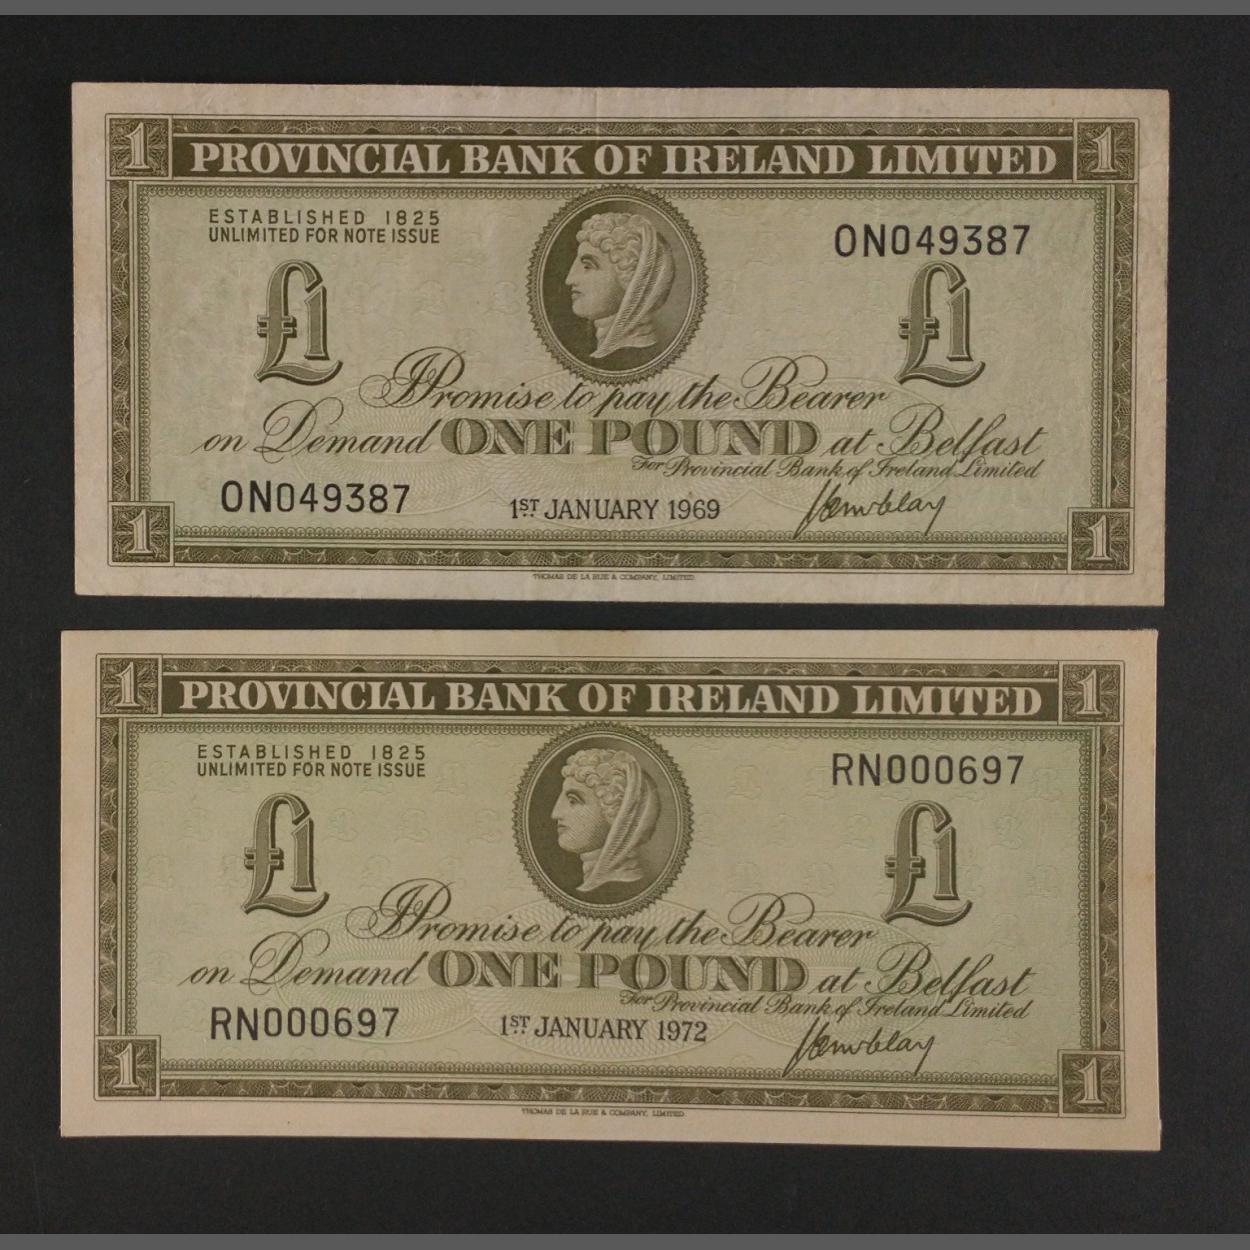 1 PROVINCIAL BANK OF IRELAND LIMITED 1
ESTABLISHED 1825
UNLIMITED FOR NOTE ISSUE
ON049387
£1 £1
I Promise to pay the Bearer
on Demand ONE POUND at Belfast
For Provincial Bank of Ireland Limited
ON049387 1ST JANUARY 1969
1 1
THOMAS DE LA RUE & COMPANY, LIMITED.
1 PROVINCIAL BANK OF IRELAND LIMITED 1
ESTABLISHED 1825
UNLIMITED FOR NOTE ISSUE
RN000697
£1 £1
I Promise to pay the Bearer
on Demand ONE POUND at Belfast
For Provincial Bank of Ireland Limited
RN000697 1ST JANUARY 1972
1 1
THOMAS DE LA RUE & COMPANY, LIMITED.